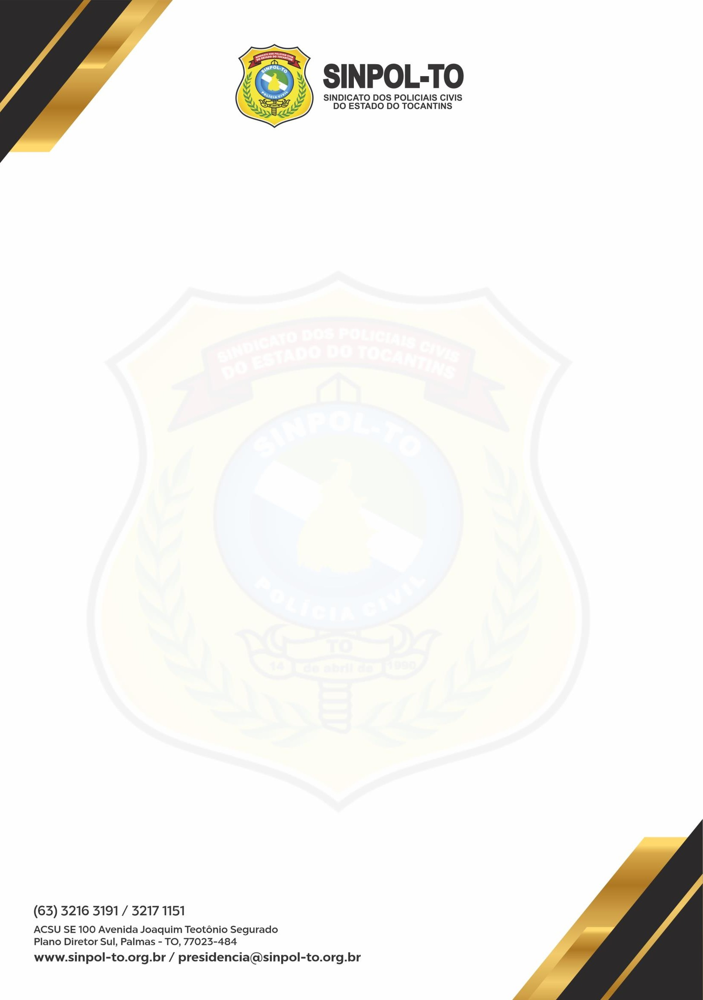 SINDICATO DOS POLICIAIS CIVIS
DO ESTADO DO TOCANTINS
SINPOL-TO
POLÍCIA CIVIL
TO
14 de abril de 1990
SINPOL-TO
SINDICATO DOS POLICIAIS CIVIS
DO ESTADO DO TOCANTINS
SINDICATO DOS POLICIAIS CIVIS
DO ESTADO DO TOCANTINS
SINPOL-TO
POLÍCIA CIVIL
TO
14 de abril de 1990
(63) 3216 3191 / 3217 1151
ACSU SE 100 Avenida Joaquim Teotônio Segurado
Plano Diretor Sul, Palmas - TO, 77023-484
www.sinpol-to.org.br / presidencia@sinpol-to.org.br